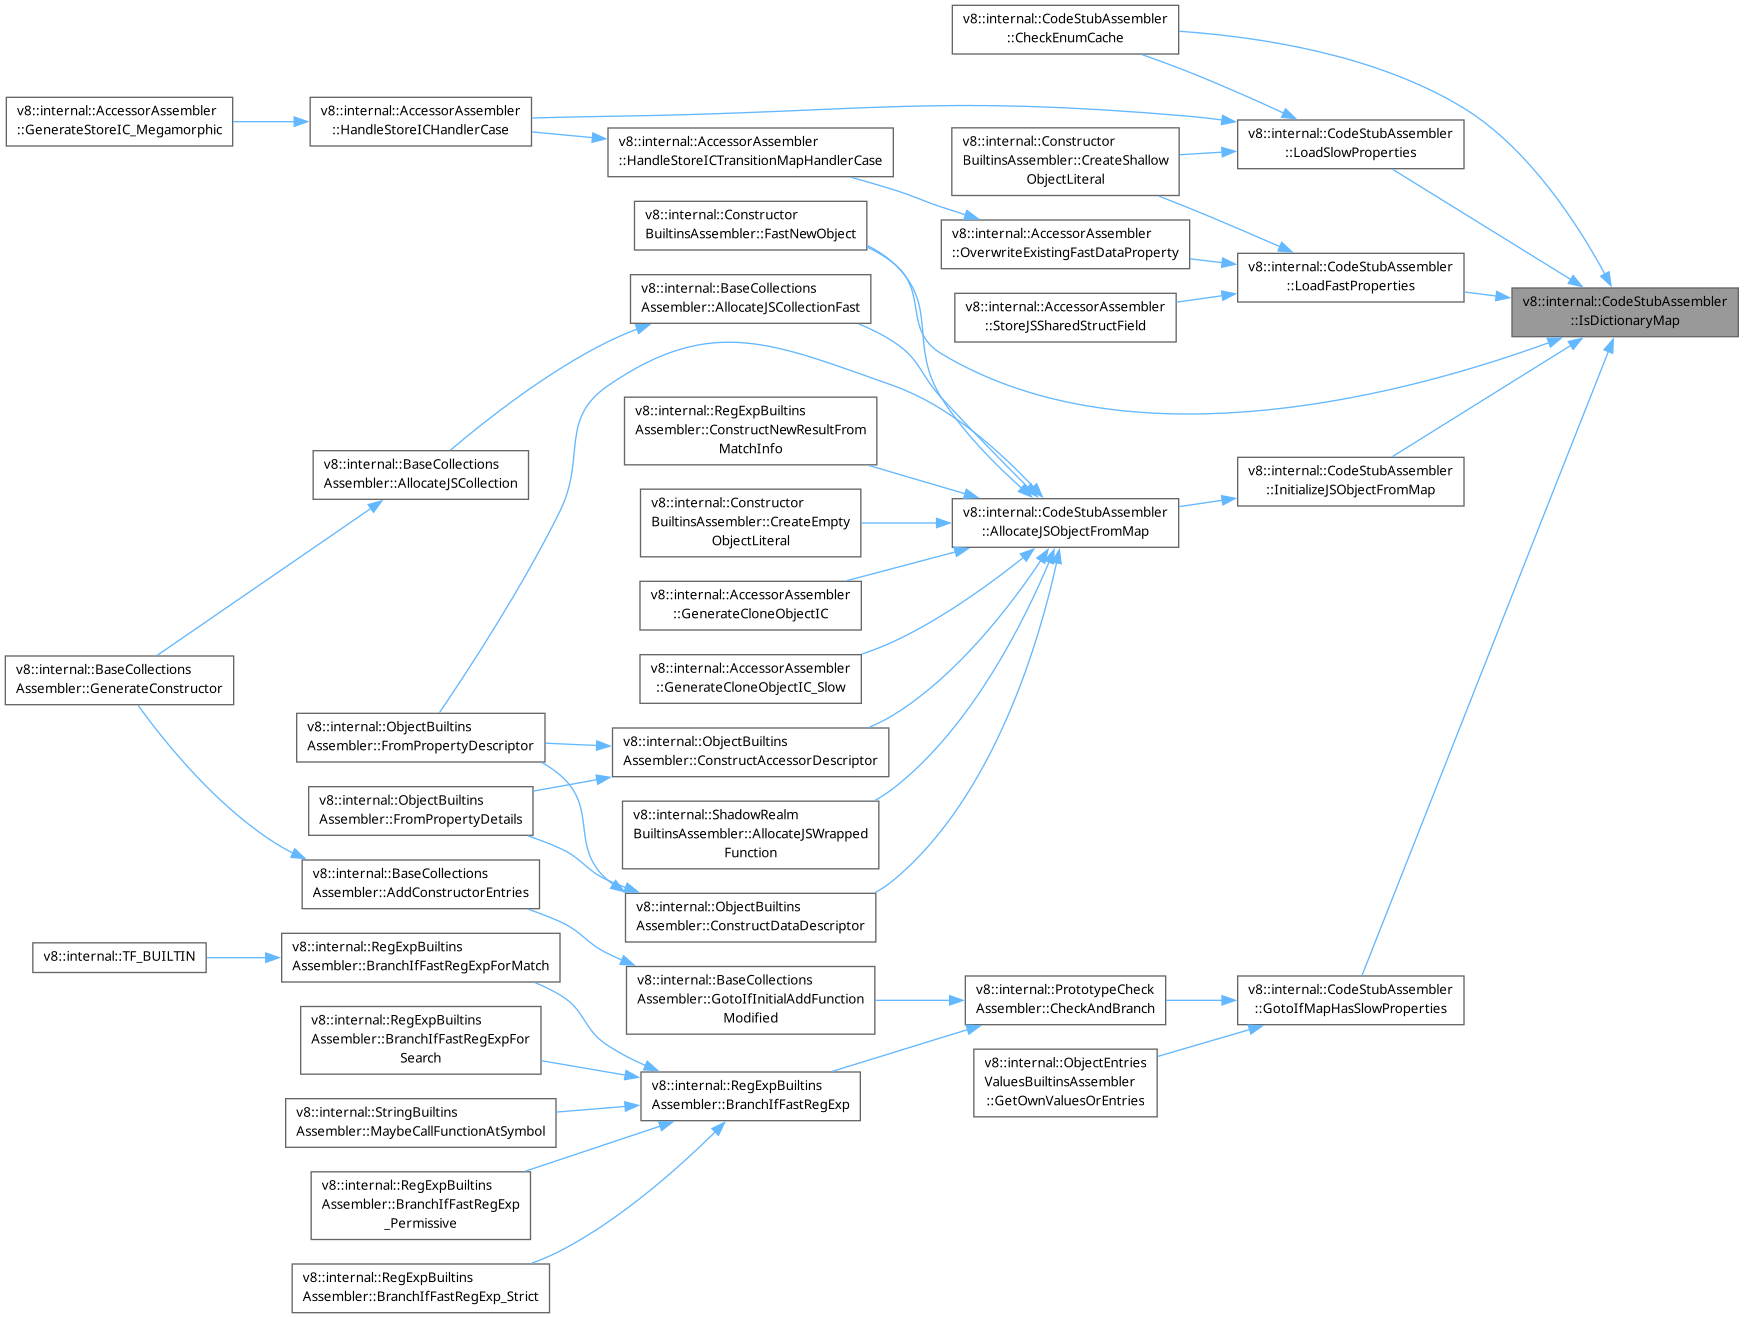 v8::internal::CodeStubAssembler
::CheckEnumCache
v8::internal::AccessorAssembler
::GenerateStoreIC_Megamorphic
v8::internal::AccessorAssembler
::HandleStoreICHandlerCase
v8::internal::AccessorAssembler
::HandleStoreICTransitionMapHandlerCase
v8::internal::Constructor
BuiltinsAssembler::CreateShallow
ObjectLiteral
v8::internal::CodeStubAssembler
::LoadSlowProperties
v8::internal::Constructor
BuiltinsAssembler::FastNewObject
v8::internal::AccessorAssembler
::OverwriteExistingFastDataProperty
v8::internal::CodeStubAssembler
::LoadFastProperties
v8::internal::BaseCollections
Assembler::AllocateJSCollectionFast
v8::internal::AccessorAssembler
::StoreJSSharedStructField
v8::internal::CodeStubAssembler
::IsDictionaryMap
v8::internal::RegExpBuiltins
Assembler::ConstructNewResultFrom
MatchInfo
v8::internal::BaseCollections
Assembler::AllocateJSCollection
v8::internal::CodeStubAssembler
::InitializeJSObjectFromMap
v8::internal::Constructor
BuiltinsAssembler::CreateEmpty
ObjectLiteral
v8::internal::CodeStubAssembler
::AllocateJSObjectFromMap
v8::internal::AccessorAssembler
::GenerateCloneObjectIC
v8::internal::BaseCollections
Assembler::GenerateConstructor
v8::internal::AccessorAssembler
::GenerateCloneObjectIC_Slow
v8::internal::ObjectBuiltins
Assembler::FromPropertyDescriptor
v8::internal::ObjectBuiltins
Assembler::ConstructAccessorDescriptor
v8::internal::ObjectBuiltins
Assembler::FromPropertyDetails
v8::internal::ShadowRealm
BuiltinsAssembler::AllocateJSWrapped
Function
v8::internal::BaseCollections
Assembler::AddConstructorEntries
v8::internal::ObjectBuiltins
Assembler::ConstructDataDescriptor
v8::internal::TF_BUILTIN
v8::internal::RegExpBuiltins
Assembler::BranchIfFastRegExpForMatch
v8::internal::BaseCollections
Assembler::GotoIfInitialAddFunction
Modified
v8::internal::PrototypeCheck
Assembler::CheckAndBranch
v8::internal::CodeStubAssembler
::GotoIfMapHasSlowProperties
v8::internal::RegExpBuiltins
Assembler::BranchIfFastRegExpFor
Search
v8::internal::RegExpBuiltins
Assembler::BranchIfFastRegExp
v8::internal::ObjectEntries
ValuesBuiltinsAssembler
::GetOwnValuesOrEntries
v8::internal::StringBuiltins
Assembler::MaybeCallFunctionAtSymbol
v8::internal::RegExpBuiltins
Assembler::BranchIfFastRegExp
_Permissive
v8::internal::RegExpBuiltins
Assembler::BranchIfFastRegExp_Strict